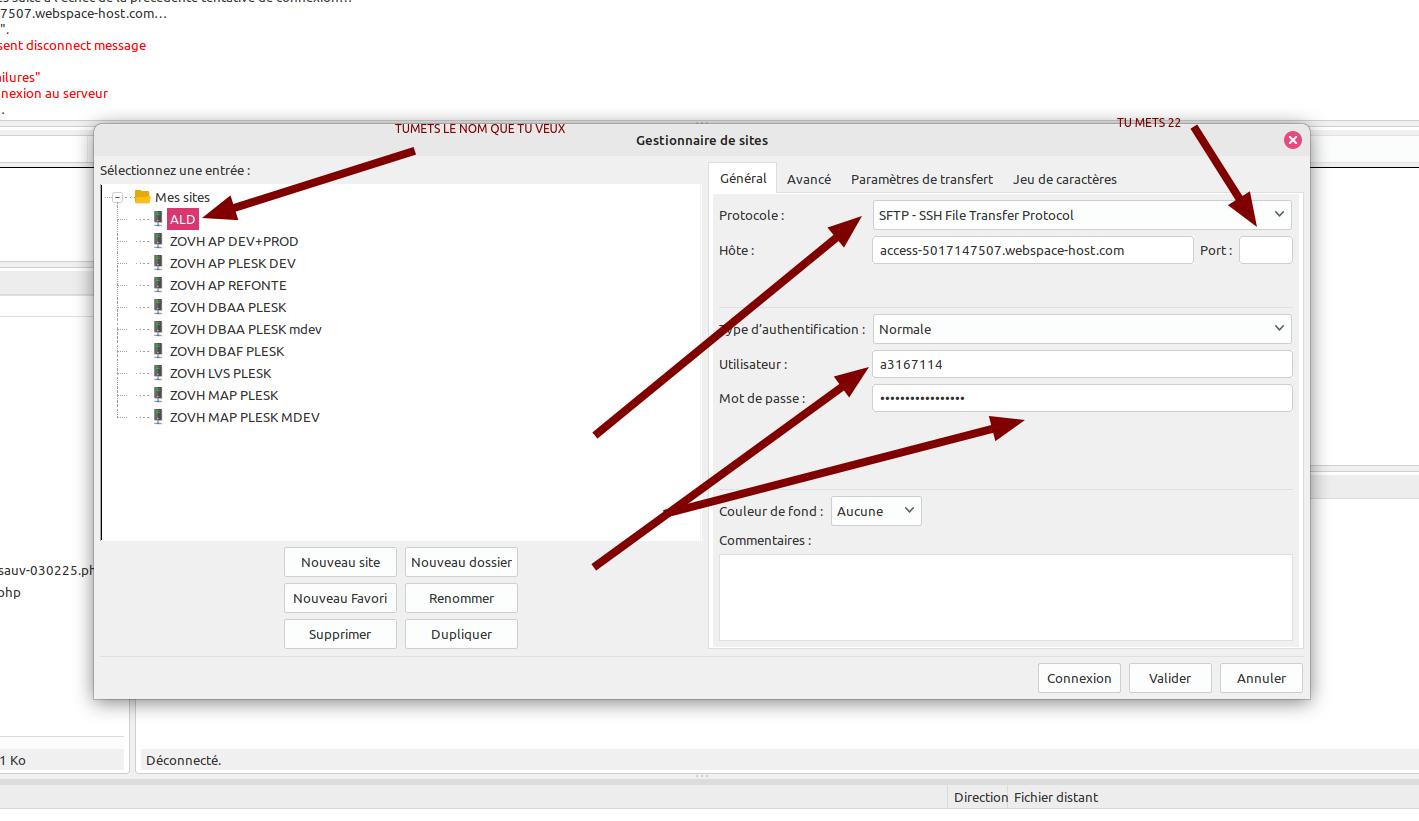 7507.webspace-host.com…
".
sent disconnect message
ilures"
nexion au serveur
.
TUMETS LE NOM QUE TU VEUX
TU METS 22
Gestionnaire de sites
Sélectionnez une entrée :
Mes sites
ALD
ZOVH AP DEV+PROD
ZOVH AP PLESK DEV
ZOVH AP REFONTE
ZOVH DBAA PLESK
ZOVH DBAA PLESK mdev
ZOVH DBAF PLESK
ZOVH LVS PLESK
ZOVH MAP PLESK
ZOVH MAP PLESK MDEV
Nouveau site Nouveau dossier
Nouveau Favori Renommer
Supprimer Dupliquer
Général Avancé Paramètres de transfert Jeu de caractères
Protocole : SFTP - SSH File Transfer Protocol
Hôte : access-5017147507.webspace-host.com Port :
Type d'authentification : Normale
Utilisateur : a3167114
Mot de passe : •••••••••••••••••
Couleur de fond : Aucune
Commentaires :
Connexion Valider Annuler
sauv-030225.ph
php
1 Ko
Déconnecté.
Direction Fichier distant